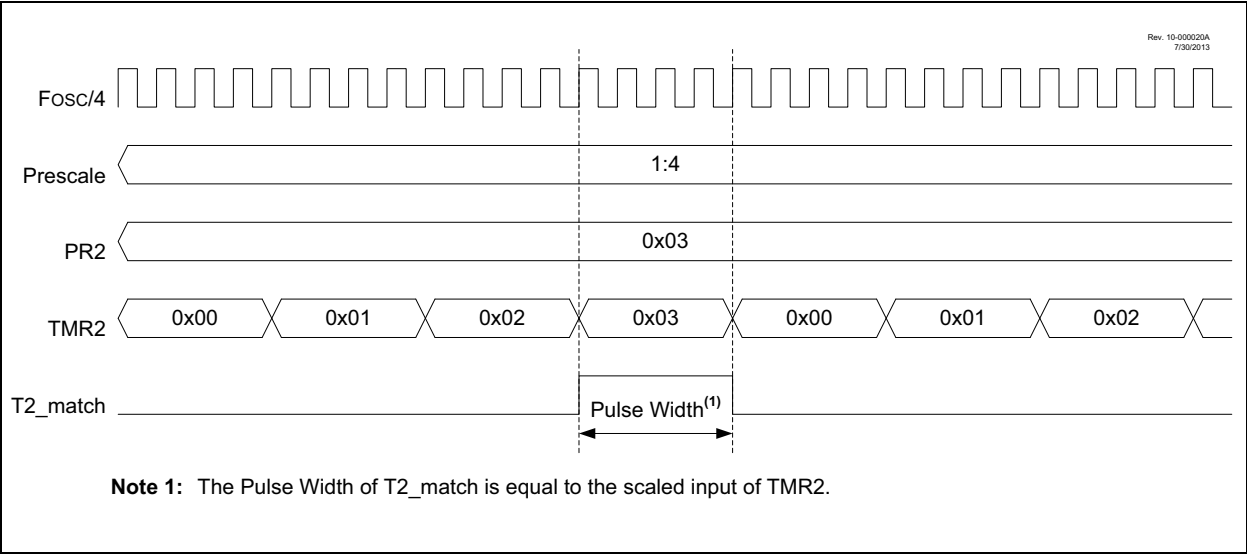 Rev. 10-000020A
7/30/2013
Fosc/4
Prescale
1:4
PR2
0x03
TMR2
0x00
0x01
0x02
0x03
0x00
0x01
0x02
T2_match
Pulse Width(1)
Note 1: The Pulse Width of T2_match is equal to the scaled input of TMR2.